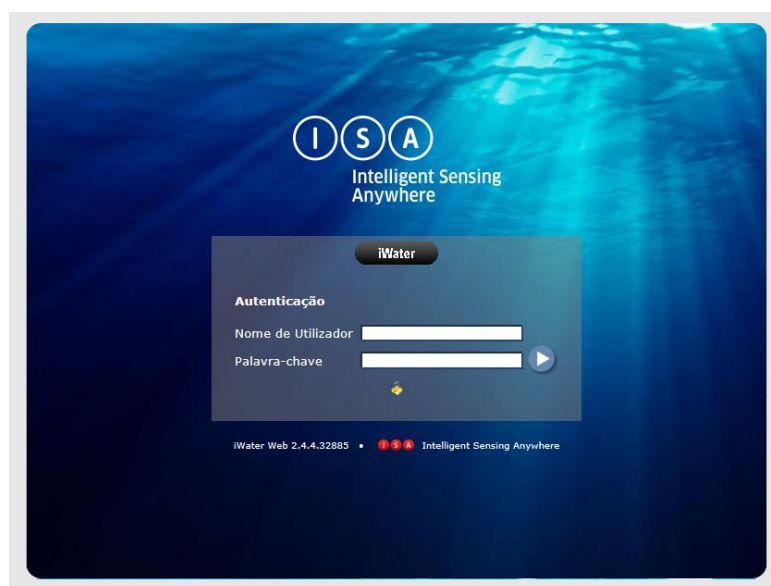 ISA
Intelligent Sensing
Anywhere
iWater
Autenticação
Nome de Utilizador
Palavra-chave
iWater Web 2.4.4.32885 • ISA Intelligent Sensing Anywhere